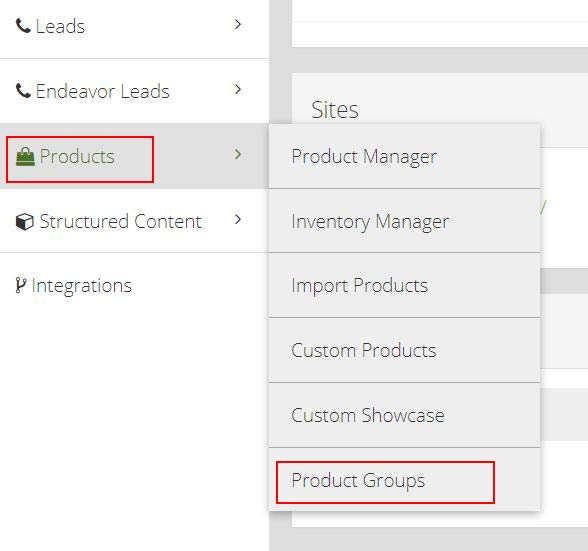 Leads
Endeavor Leads
Sites
Products
Product Manager
Structured Content
Inventory Manager
/
Integrations
Import Products
Custom Products
Custom Showcase
Product Groups